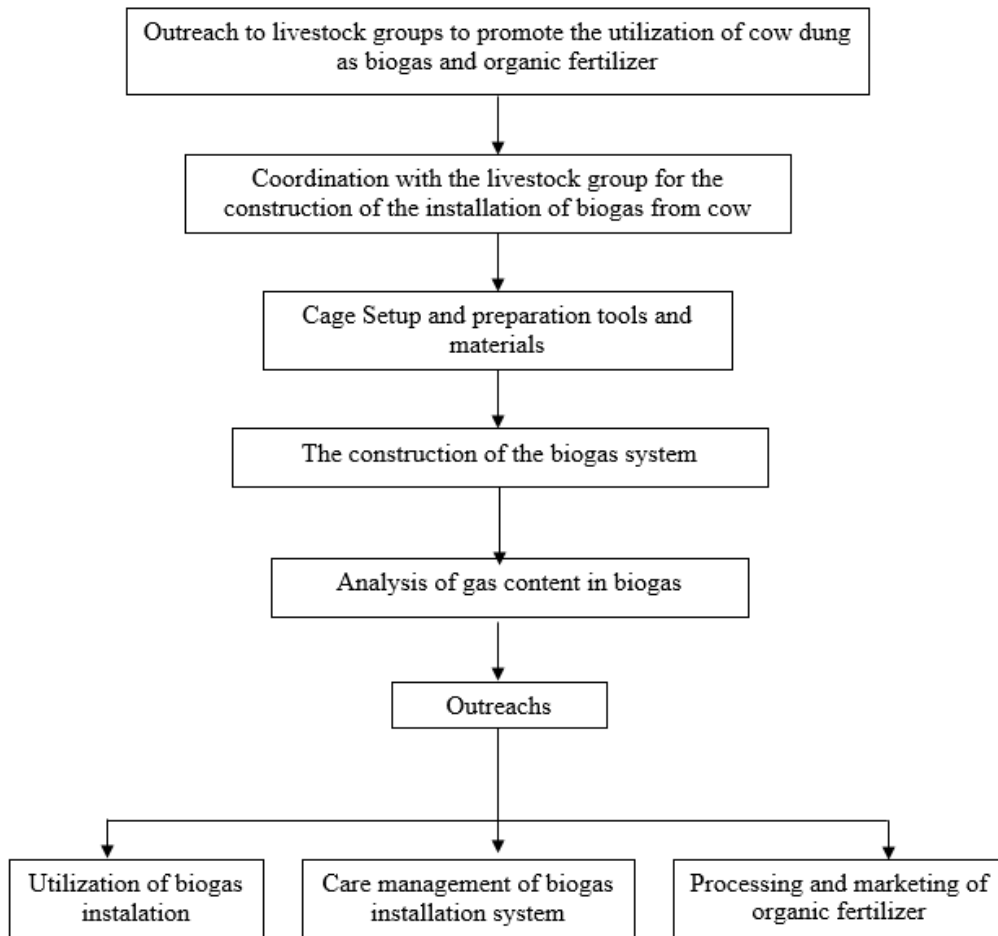 Outreach to livestock groups to promote the utilization of cow dung
as biogas and organic fertilizer
Coordination with the livestock group for the
construction of the installation of biogas from cow
Cage Setup and preparation tools and
materials
The construction of the biogas system
Analysis of gas content in biogas
Outreachs
Utilization of biogas
instalation
Care management of biogas
installation system
Processing and marketing of
organic fertilizer